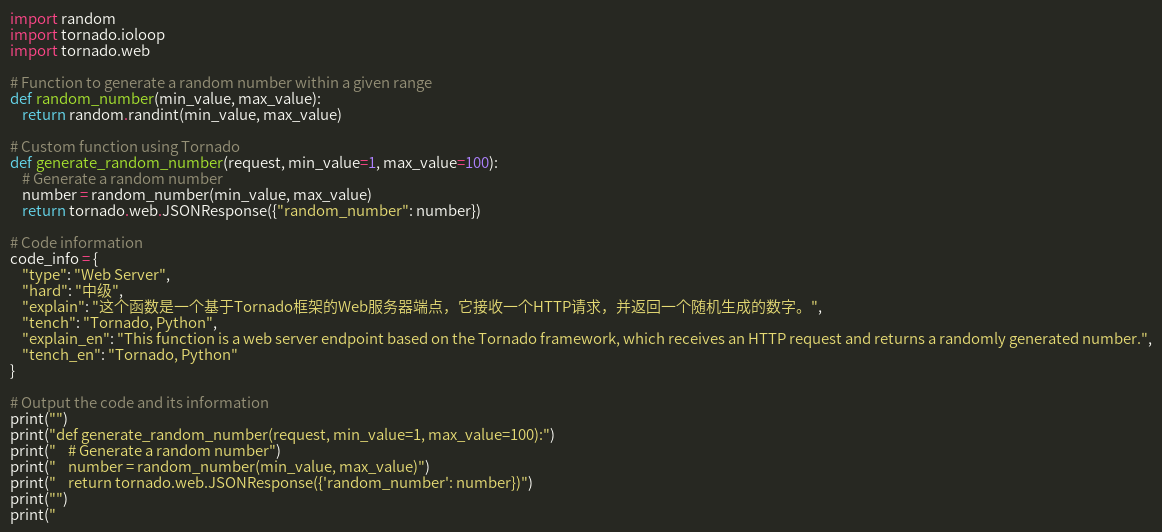 import random
import tornado.ioloop
import tornado.web

# Function to generate a random number within a given range
def random_number(min_value, max_value):
    return random.randint(min_value, max_value)

# Custom function using Tornado
def generate_random_number(request, min_value=1, max_value=100):
    # Generate a random number
    number = random_number(min_value, max_value)
    return tornado.web.JSONResponse({"random_number": number})

# Code information
code_info = {
    "type": "Web Server",
    "hard": "中级",
    "explain": "这个函数是一个基于Tornado框架的Web服务器端点，它接收一个HTTP请求，并返回一个随机生成的数字。",
    "tench": "Tornado, Python",
    "explain_en": "This function is a web server endpoint based on the Tornado framework, which receives an HTTP request and returns a randomly generated number.",
    "tench_en": "Tornado, Python"
}

# Output the code and its information
print("")
print("def generate_random_number(request, min_value=1, max_value=100):")
print("    # Generate a random number")
print("    number = random_number(min_value, max_value)")
print("    return tornado.web.JSONResponse({'random_number': number})")
print("")
print("